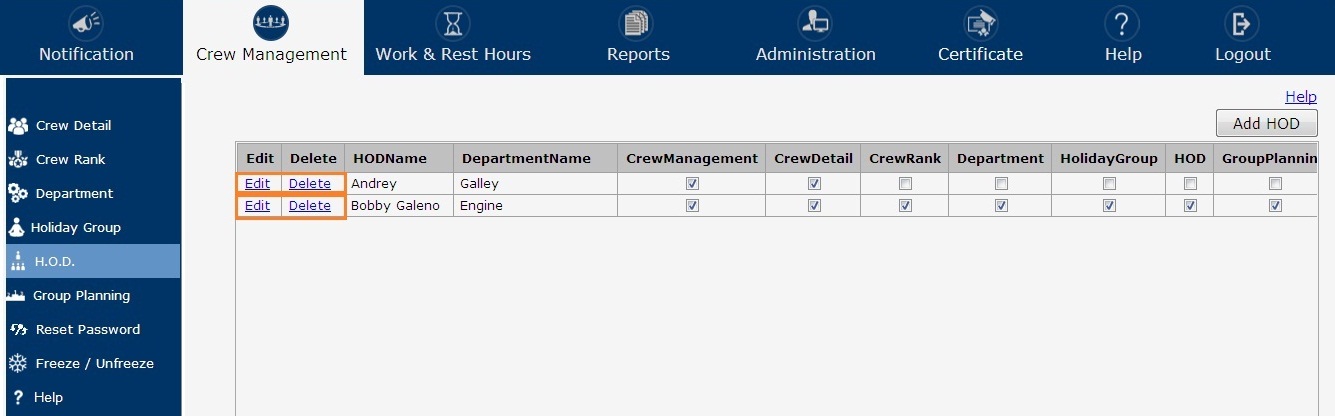 Notification Crew Management Work & Rest Hours Reports Administration Certificate Help Logout
Crew Detail
Crew Rank
Department
Holiday Group
H.O.D.
Group Planning
Reset Password
Freeze / Unfreeze
Help
Help
Add HOD
Edit Delete HODName DepartmentName CrewManagement CrewDetail CrewRank Department HolidayGroup HOD GroupPlannin
Edit Delete Andrey Galley
Edit Delete Bobby Galeno Engine